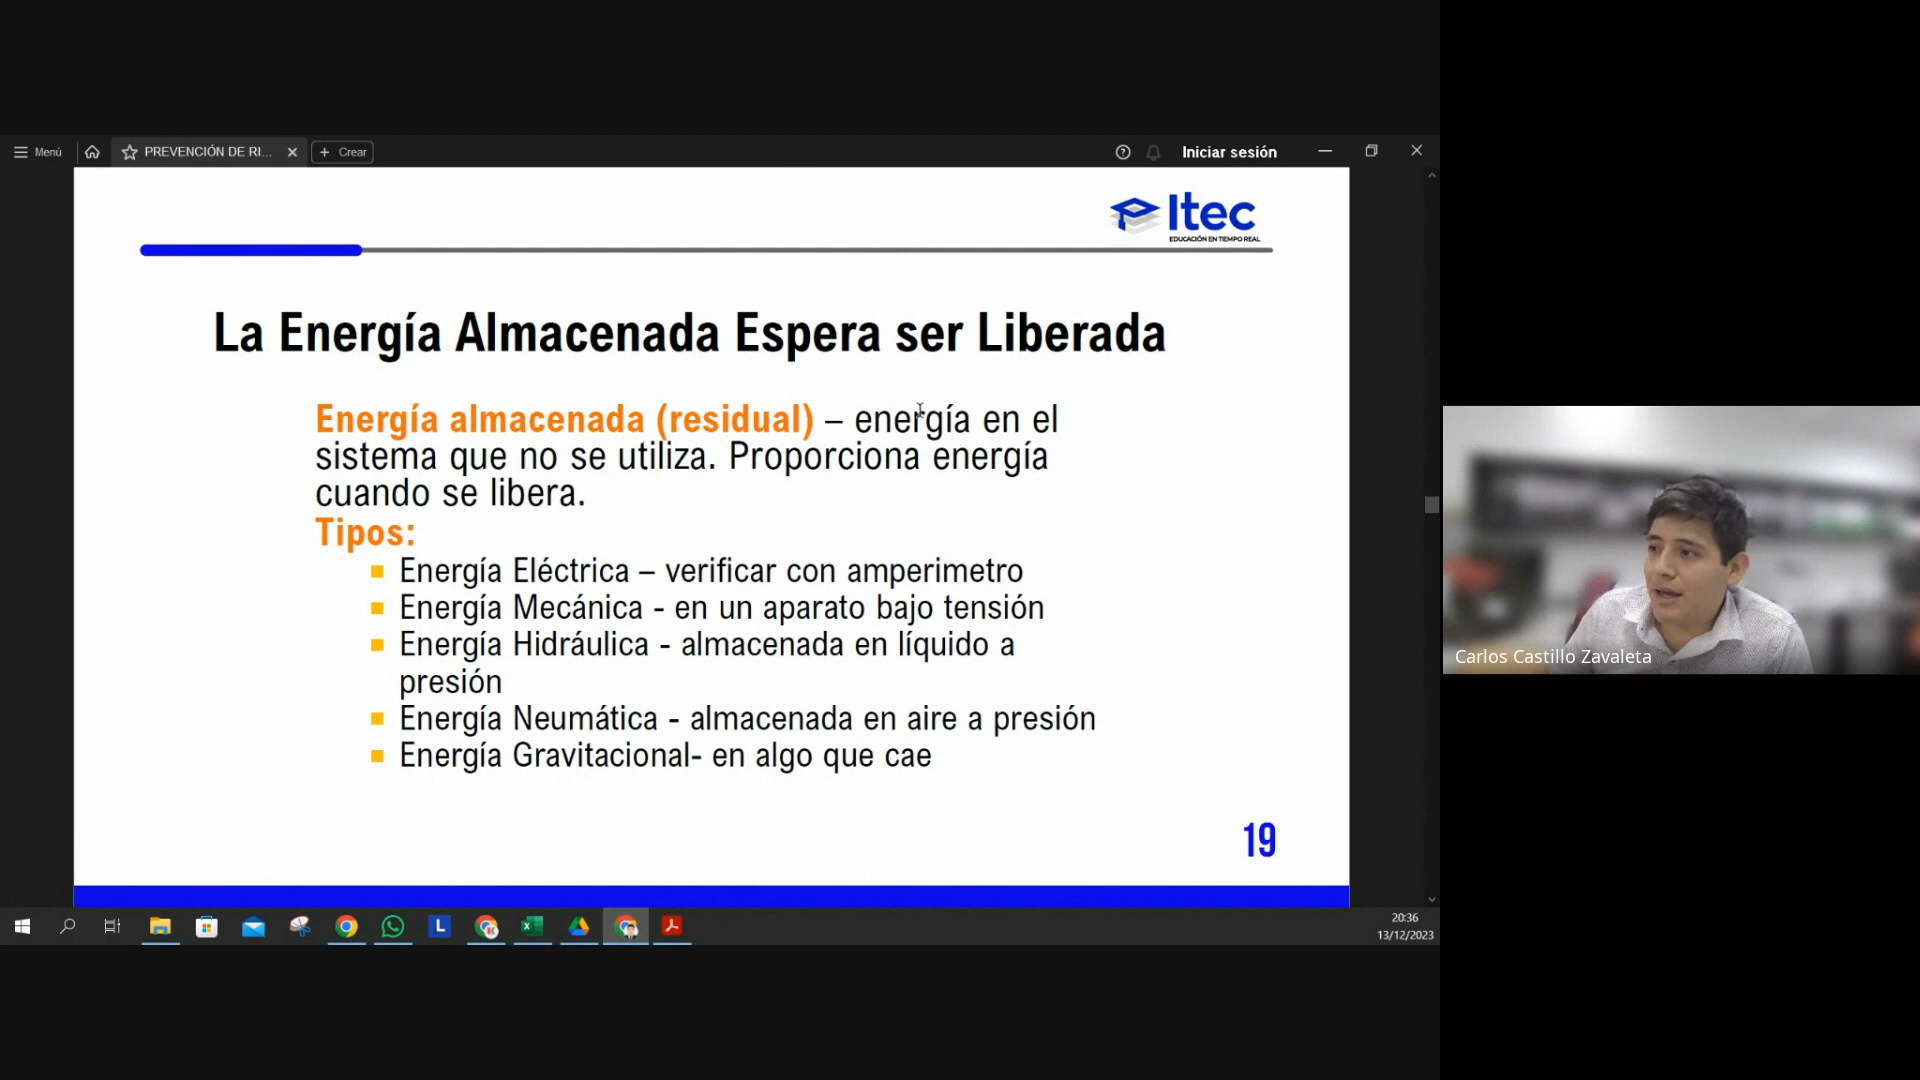 Menú
PREVENCIÓN DE RI...
Crear
Iniciar sesión
Itec
EDUCACIÓN EN TIEMPO REAL
La Energía Almacenada Espera ser Liberada
Energía almacenada (residual) – energía en el
sistema que no se utiliza. Proporciona energía
cuando se libera.
Tipos:
Energía Eléctrica – verificar con amperimetro
Energía Mecánica - en un aparato bajo tensión
Energía Hidráulica - almacenada en líquido a
presión
Energía Neumática - almacenada en aire a presión
Energía Gravitacional- en algo que cae
19
Carlos Castillo Zavaleta
20:36
13/12/2023